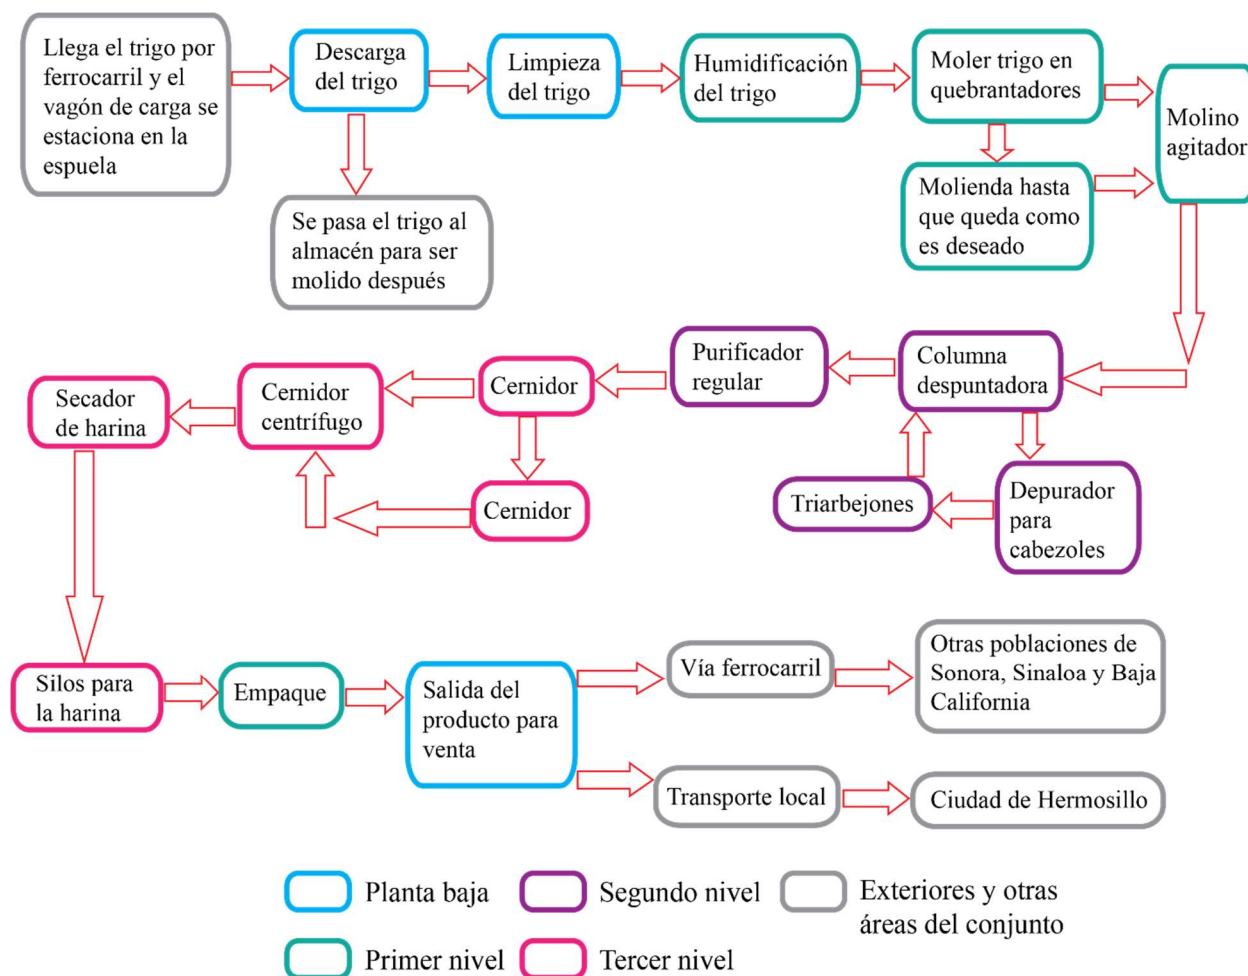 Llega el trigo por
ferrocarril y el
vagón de carga se
estaciona en la
espuela
Descarga
del trigo
Limpieza
del trigo
Humidificación
del trigo
Moler trigo en
quebrantadores
Molino
agitador
Se pasa el trigo al
almacén para ser
molido después
Molienda hasta
que queda como
es deseado
Secador
de harina
Cernidor
centrífugo
Cernidor
Purificador
regular
Columna
despuntadora
Cernidor
Triarbejones
Depurador
para
cabezoles
Silos para
la harina
Empaque
Salida del
producto para
venta
Vía ferrocarril
Otras poblaciones de
Sonora, Sinaloa y Baja
California
Transporte local
Ciudad de Hermosillo
Planta baja
Segundo nivel
Exteriores y otras
áreas del conjunto
Primer nivel
Tercer nivel